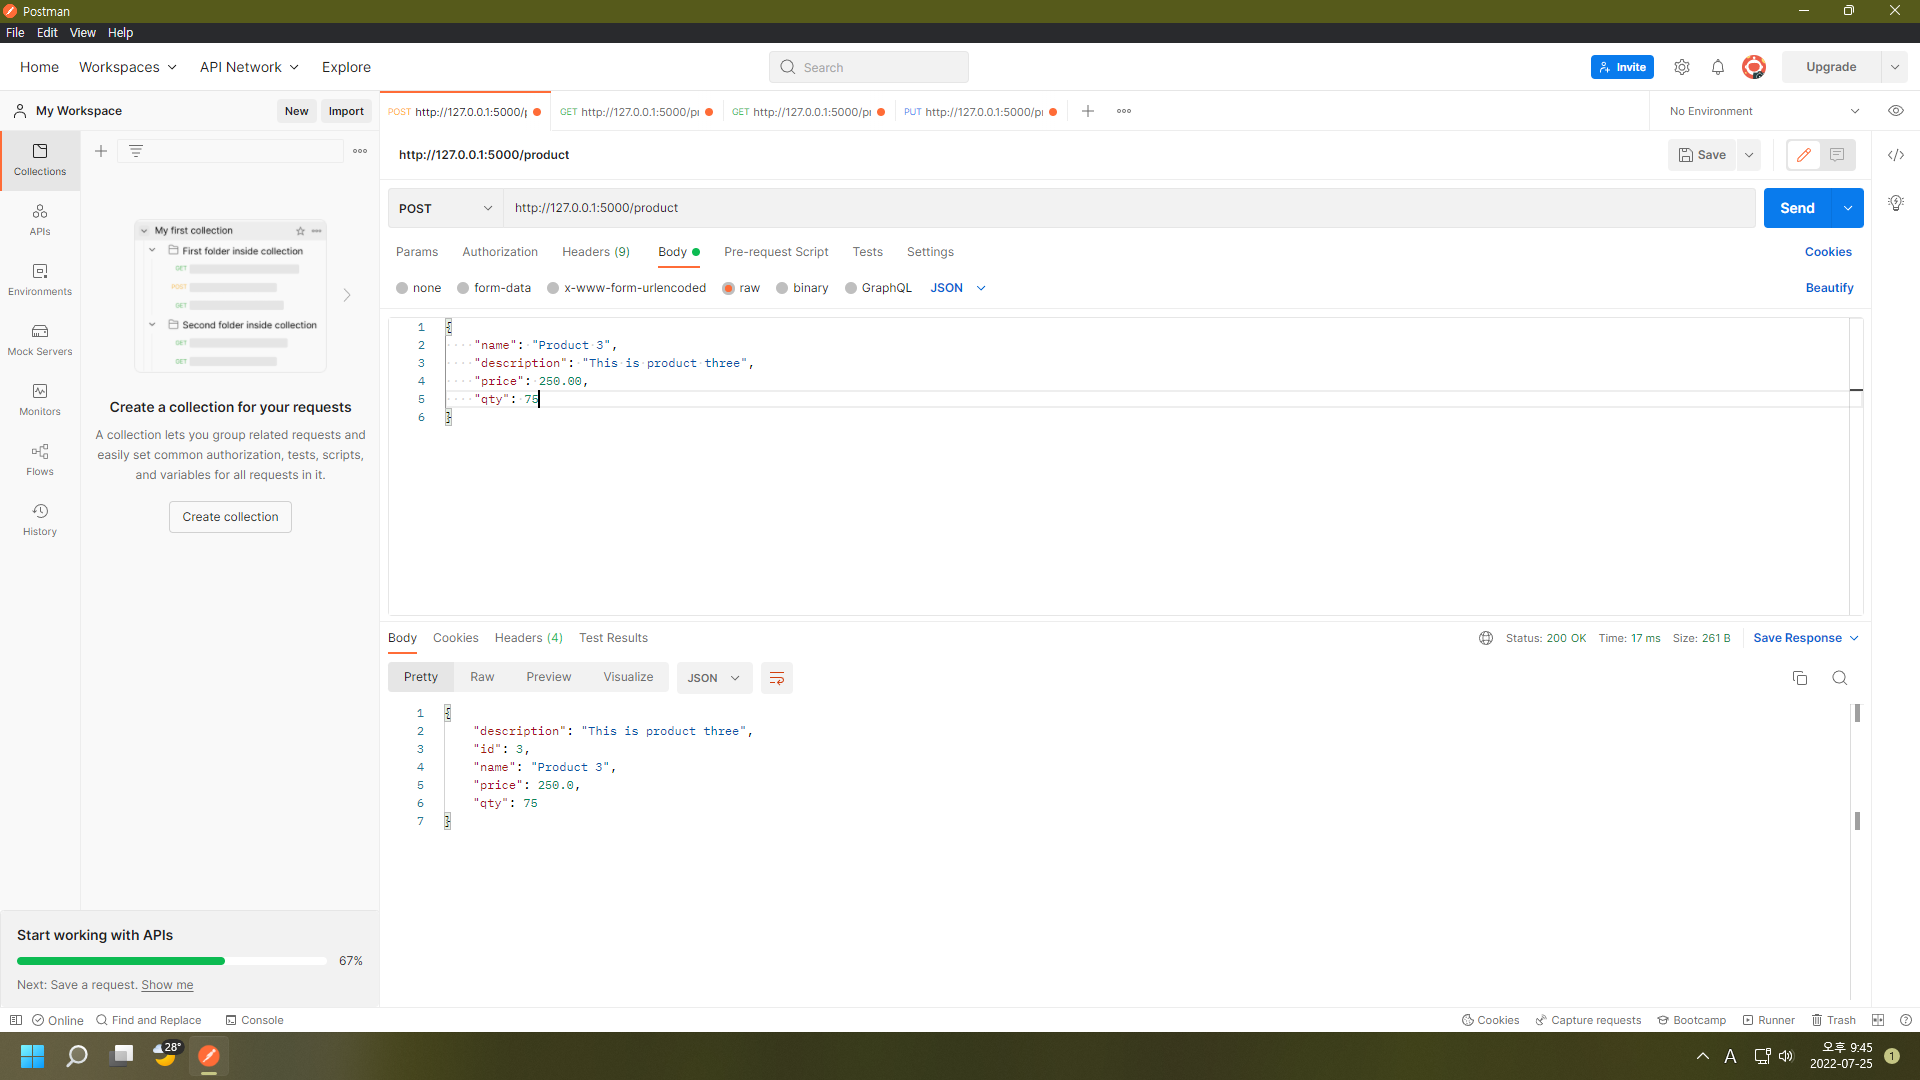 Postman
File Edit View Help
Home Workspaces API Network Explore Search Invite Upgrade
My Workspace New Import
POST http://127.0.0.1:5000/p GET http://127.0.0.1:5000/p GET http://127.0.0.1:5000/p PUT http://127.0.0.1:5000/p No Environment
Collections
APIs
Environments
Mock Servers
Monitors
Flows
History
My first collection
First folder inside collection
GET
POST
GET
Second folder inside collection
GET
GET
Create a collection for your requests
A collection lets you group related requests and
easily set common authorization, tests, scripts,
and variables for all requests in it.
Create collection
Start working with APIs
67%
Next: Save a request. Show me
http://127.0.0.1:5000/product Save
POST http://127.0.0.1:5000/product Send
Params Authorization Headers (9) Body Pre-request Script Tests Settings Cookies
none form-data x-www-form-urlencoded raw binary GraphQL JSON Beautify
1 {
2 "name": "Product 3",
3 "description": "This is product three",
4 "price": 250.00,
5 "qty": 75
6 }
Body Cookies Headers (4) Test Results Status: 200 OK Time: 17 ms Size: 261 B Save Response
Pretty Raw Preview Visualize JSON
1 {
2 "description": "This is product three",
3 "id": 3,
4 "name": "Product 3",
5 "price": 250.0,
6 "qty": 75
7 }
Online Find and Replace Console Cookies Capture requests Bootcamp Runner Trash
28° A 오후 9:45 1
2022-07-25